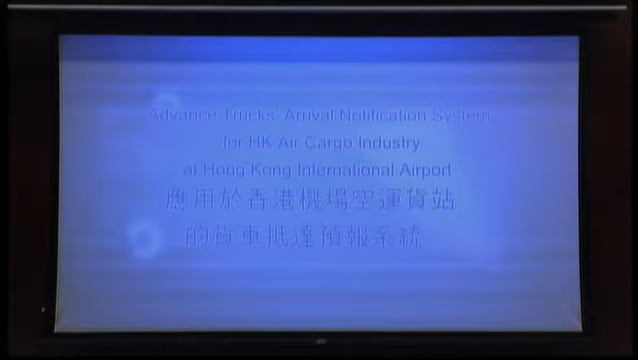 Advance Trucks' Arrival Notification System
for HK Air Cargo Industry
at Hong Kong International Airport
應用於香港機場空運貨站
的貨車抵達預報系統